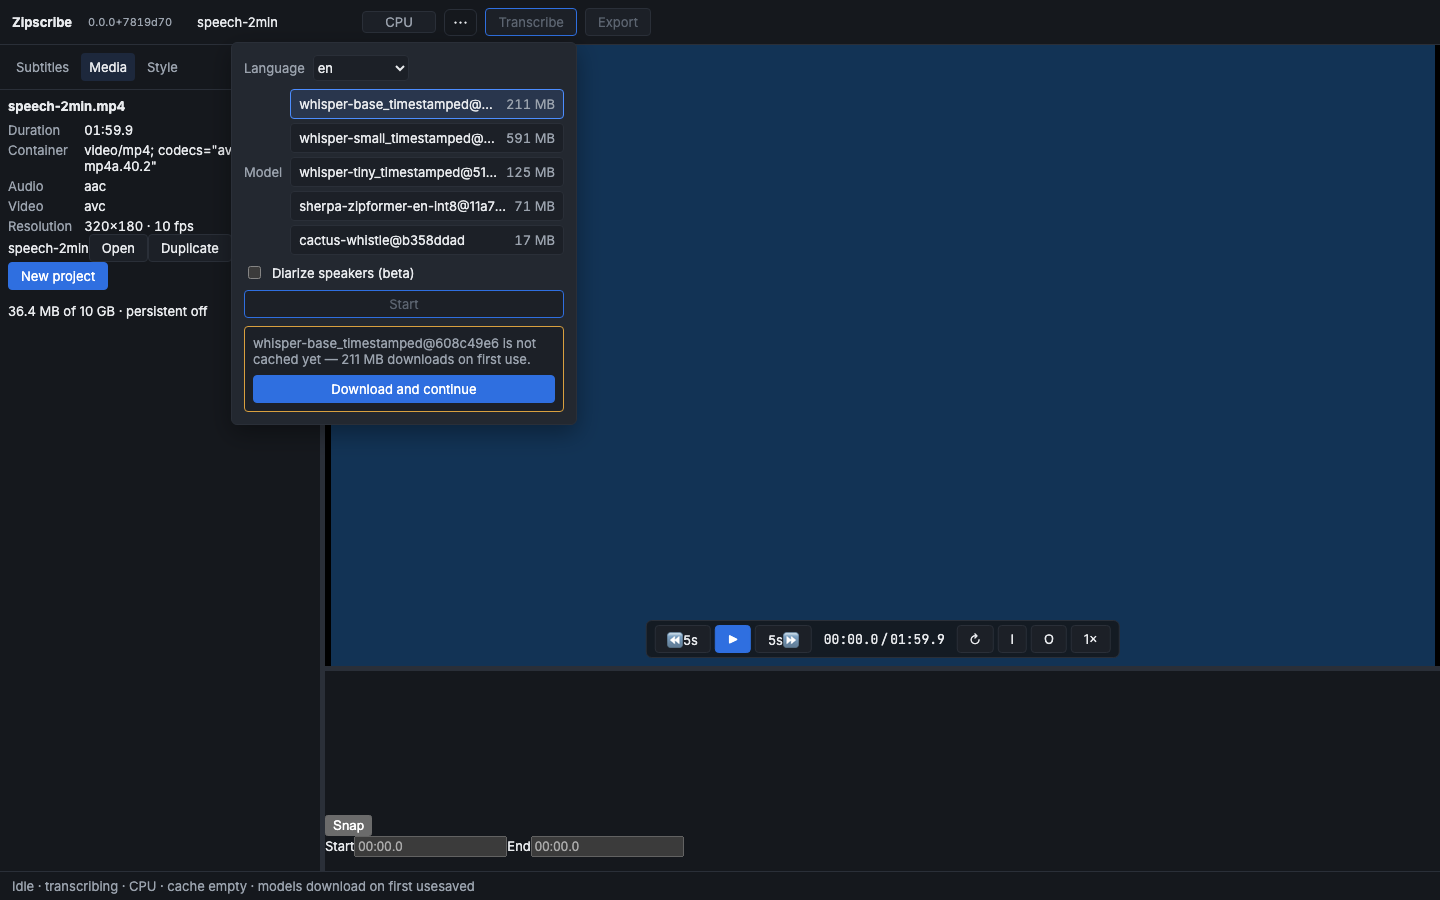 Zipscribe 0.0.0+7819d70 speech-2min CPU ··· Transcribe Export
Subtitles Media Style
speech-2min.mp4
Duration 01:59.9
Container video/mp4; codecs="av
mp4a.40.2"
Audio aac
Video avc
Resolution 320×180 · 10 fps
speech-2min Open Duplicate
New project
36.4 MB of 10 GB · persistent off
Language en
Model
whisper-base_timestamped@... 211 MB
whisper-small_timestamped@... 591 MB
whisper-tiny_timestamped@51... 125 MB
sherpa-zipformer-en-int8@11a7... 71 MB
cactus-whistle@b358ddad 17 MB
Diarize speakers (beta)
Start
whisper-base_timestamped@608c49e6 is not
cached yet — 211 MB downloads on first use.
Download and continue
⏪5s ▶ 5s⏩ 00:00.0/01:59.9 ↻ I O 1×
Snap
Start 00:00.0 End 00:00.0
Idle · transcribing · CPU · cache empty · models download on first usesaved